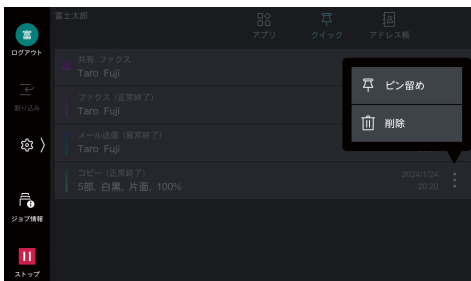 富士太郎
アプリ
クイック
アドレス帳
ログアウト
共有 ファクス
Taro Fuji
割り込み
ファクス (正常終了)
Taro Fuji
メール送信 (異常終了)
Taro Fuji
コピー (正常終了)
5部, 白黒, 片面, 100%
2024/1/24
20:20
ピン留め
削除
ジョブ情報
ストップ